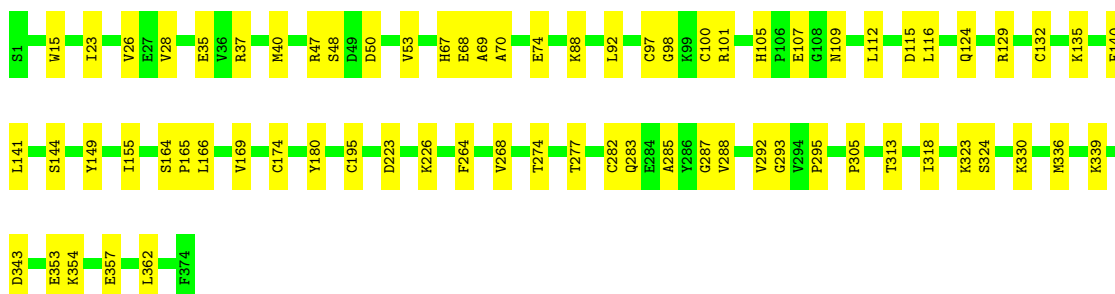 S1 W15 I23 V26 E27 V28 E35 V36 R37 M40 R47 S48 D49 D50 V53 H67 E68 A69 A70 E74 K88 L92 C97 G98 K99 C100 R101 H105 P106 E107 G108 N109 L112 D115 L116 Q124 R129 C132 K135
L141 S144 Y149 I155 S164 P165 L166 V169 C174 Y180 C195 D223 K226 F264 V268 T274 T277 C282 Q283 E284 A285 Y286 G287 V288 V292 G293 V294 P295 P305 T313 I318 K323 S324 K330 M336 K339
D343 E353 K354 E357 L362 F374